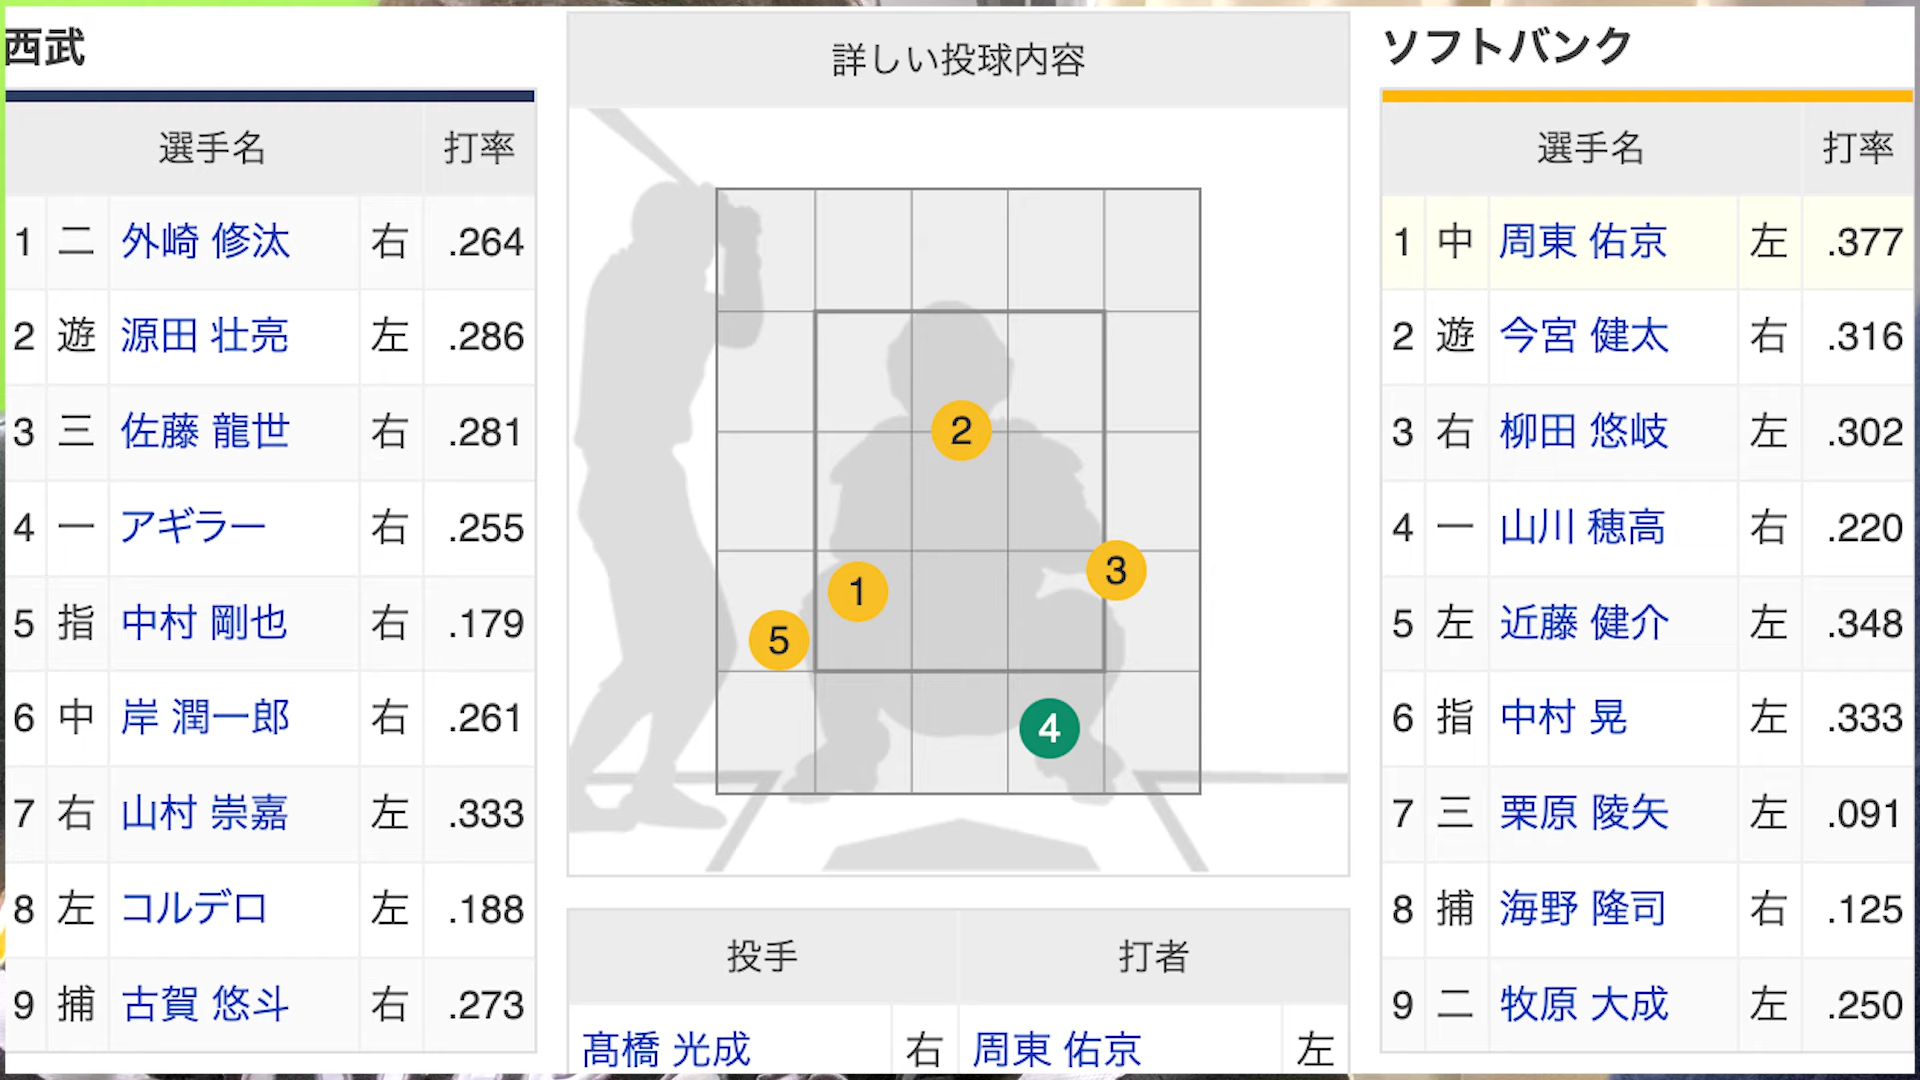 西武
選手名 打率
1 二 外崎 修汰 右 .264
2 遊 源田 壮亮 左 .286
3 三 佐藤 龍世 右 .281
4 一 アギラー 右 .255
5 指 中村 剛也 右 .179
6 中 岸 潤一郎 右 .261
7 右 山村 崇嘉 左 .333
8 左 コルデロ 左 .188
9 捕 古賀 悠斗 右 .273
詳しい投球内容
2
3
1
5
4
投手 打者
髙橋 光成 右 周東 佑京 左
ソフトバンク
選手名 打率
1 中 周東 佑京 左 .377
2 遊 今宮 健太 右 .316
3 右 柳田 悠岐 左 .302
4 一 山川 穂高 右 .220
5 左 近藤 健介 左 .348
6 指 中村 晃 左 .333
7 三 栗原 陵矢 左 .091
8 捕 海野 隆司 右 .125
9 二 牧原 大成 左 .250